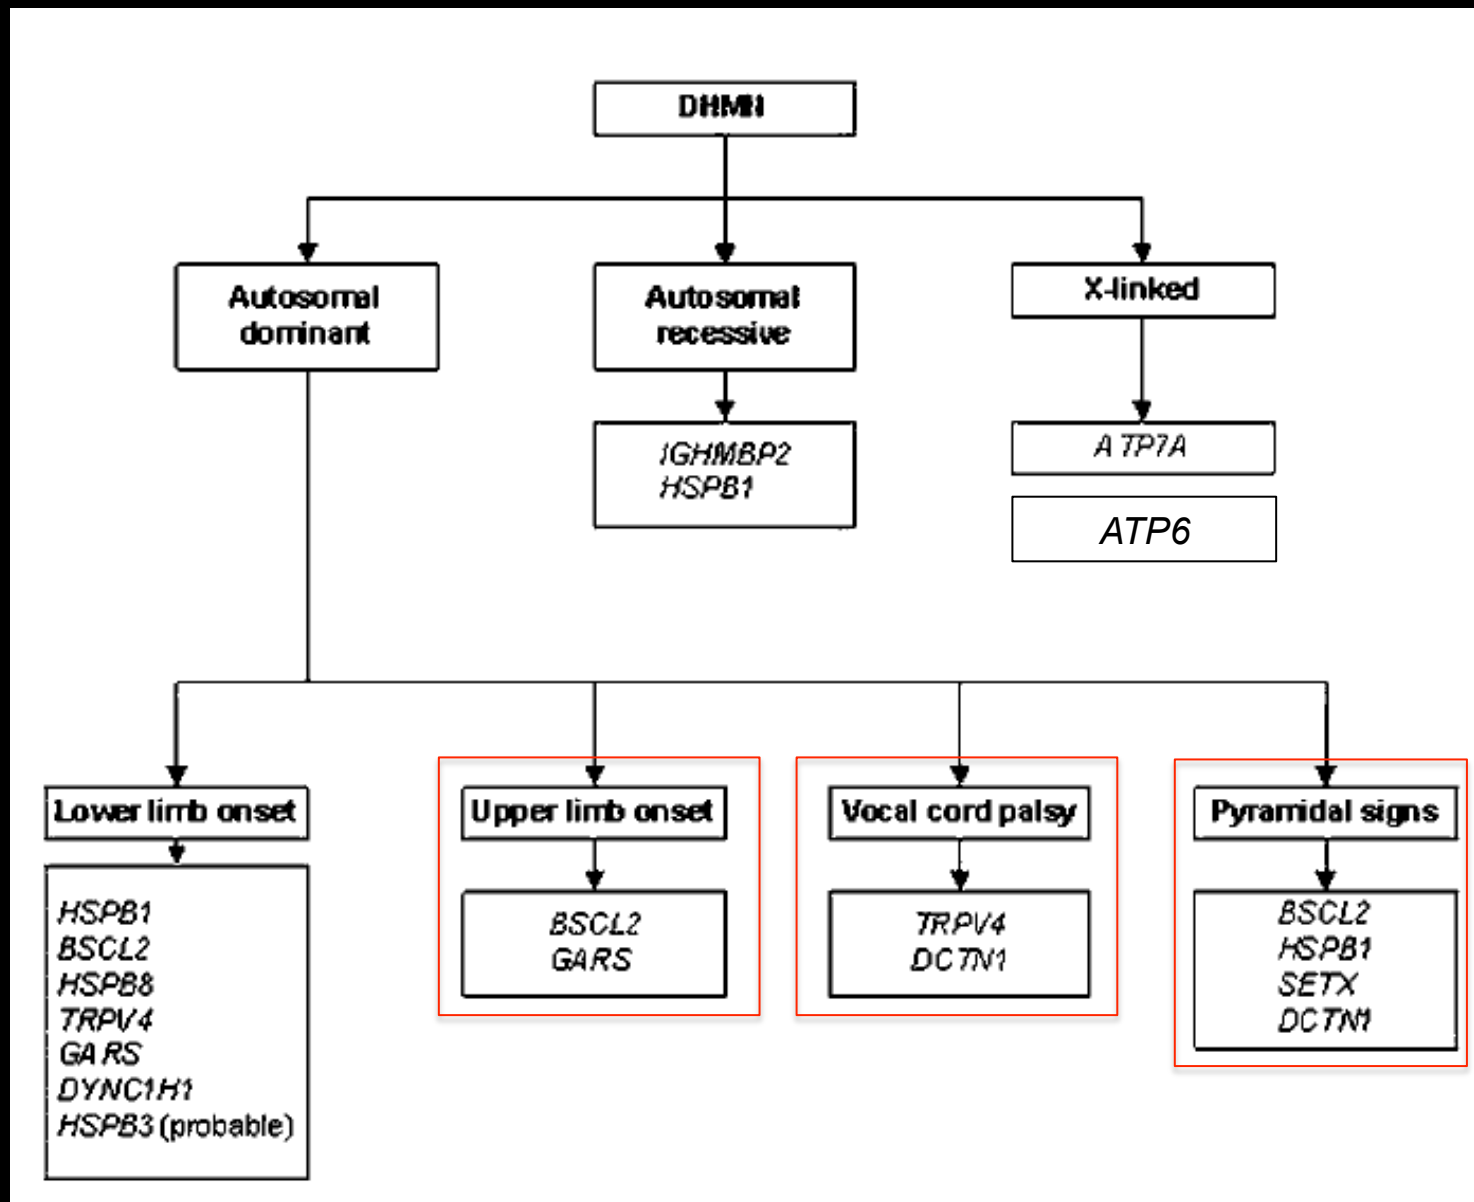 DHMN
Autosomal
dominant
Autosomal
recessive
X-linked
IGHMBP2
HSPB1
ATP7A
ATP6
Lower limb onset
Upper limb onset
Vocal cord palsy
Pyramidal signs
HSPB1
BSCL2
HSPB8
TRPV4
GARS
DYNC1H1
HSPB3 (probable)
BSCL2
GARS
TRPV4
DCTN1
BSCL2
HSPB1
SETX
DCTN1